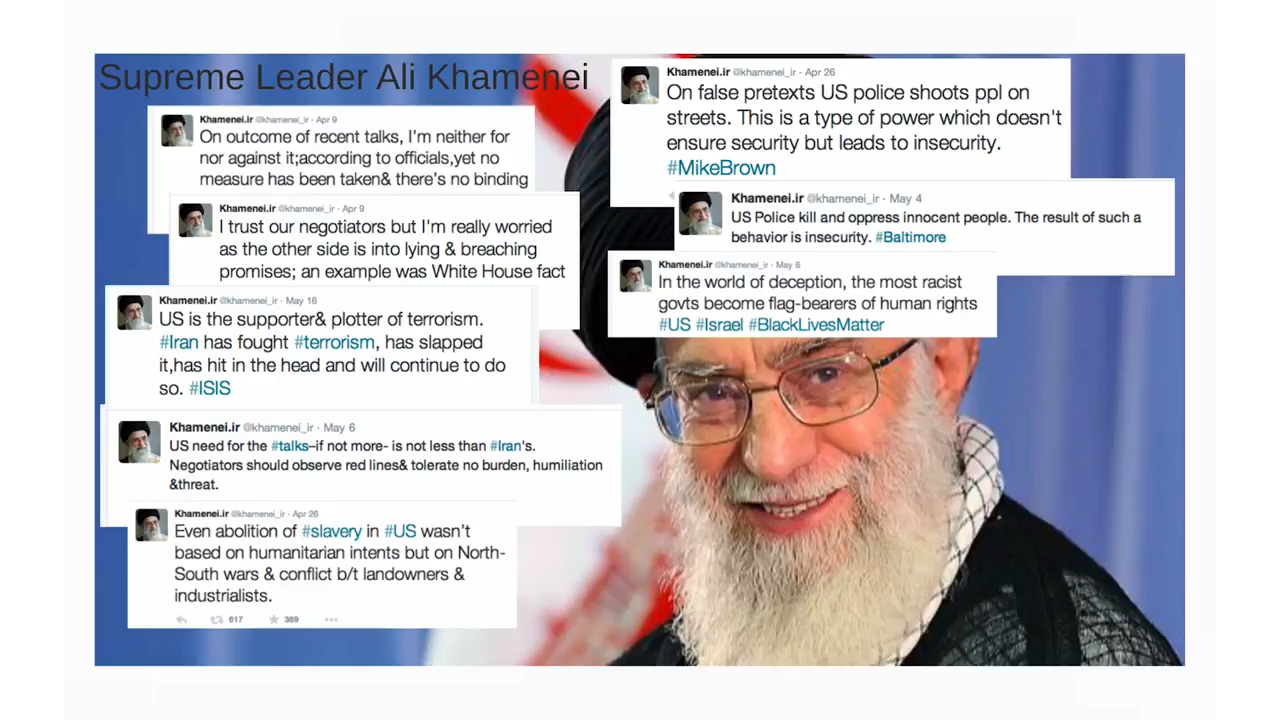 Supreme Leader Ali Khamenei
Khamenei.ir @khamenei_ir · Apr 9
On outcome of recent talks, I'm neither for
nor against it;according to officials,yet no
measure has been taken& there's no binding
Khamenei.ir @khamenei_ir · Apr 9
I trust our negotiators but I'm really worried
as the other side is into lying & breaching
promises; an example was White House fact
Khamenei.ir @khamenei_ir · May 16
US is the supporter& plotter of terrorism.
#Iran has fought #terrorism, has slapped
it,has hit in the head and will continue to do
so. #ISIS
Khamenei.ir @khamenei_ir · May 6
US need for the #talks–if not more- is not less than #Iran's.
Negotiators should observe red lines& tolerate no burden, humiliation
&threat.
Khamenei.ir @khamenei_ir · Apr 26
Even abolition of #slavery in #US wasn't
based on humanitarian intents but on North-
South wars & conflict b/t landowners &
industrialists.
617 369
Khamenei.ir @khamenei_ir · Apr 26
On false pretexts US police shoots ppl on
streets. This is a type of power which doesn't
ensure security but leads to insecurity.
#MikeBrown
Khamenei.ir @khamenei_ir · May 4
US Police kill and oppress innocent people. The result of such a
behavior is insecurity. #Baltimore
Khamenei.ir @khamenei_ir · May 6
In the world of deception, the most racist
govts become flag-bearers of human rights
#US #Israel #BlackLivesMatter